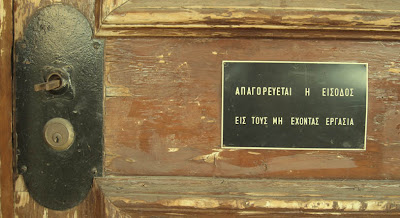 ΑΠΑΓΟΡΕΥΕΤΑΙ Η ΕΙΣΟΔΟΣ
ΕΙΣ ΤΟΥΣ ΜΗ ΕΧΟΝΤΑΣ ΕΡΓΑΣΙΑ